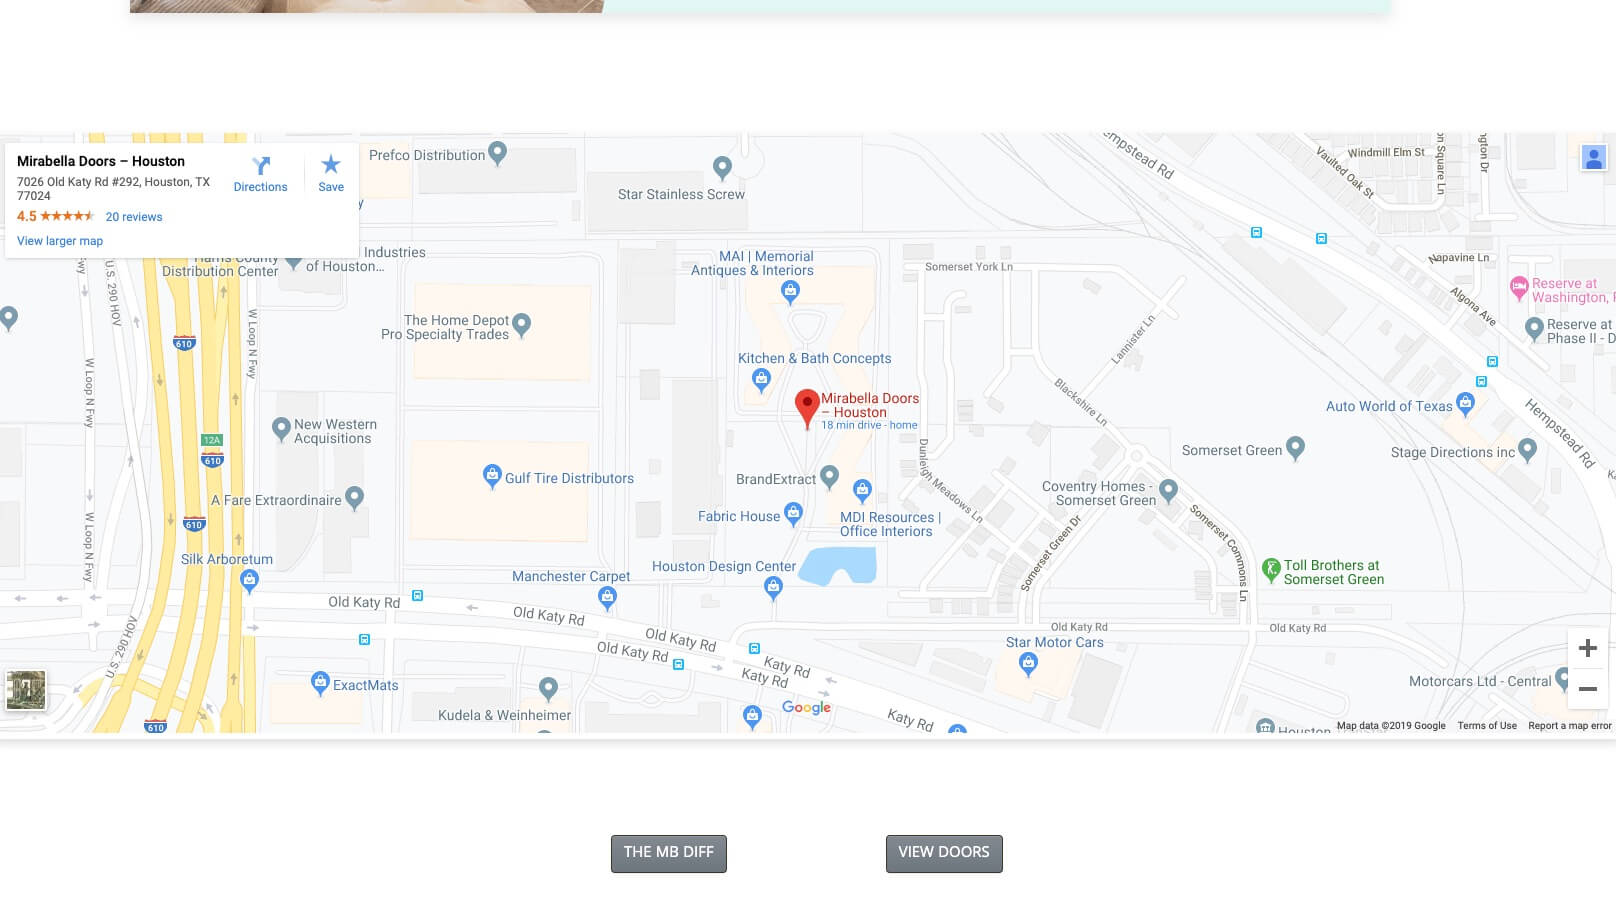 Mirabella Doors – Houston
7026 Old Katy Rd #292, Houston, TX
77024
4.5
20 reviews
View larger map
Directions
Save
Prefco Distribution
Star Stainless Screw
Hempstead Rd
Vaulted Oak St
Windmill Elm St
Harris County
Distribution Center
Industries
of Houston...
MAI | Memorial
Antiques & Interiors
Somerset York Ln
Napavine Ln
Algona Ave
Reserve at
Washington,
Reserve at
Phase II - D
U.S. 290 HOV
W Loop N Fwy
W Loop N Fwy
610
The Home Depot
Pro Specialty Trades
Kitchen & Bath Concepts
Lannister Ln
Blackshire Ln
Mirabella Doors
– Houston
18 min drive - home
Auto World of Texas
Hempstead Rd
New Western
Acquisitions
12A
610
Dunleigh Meadows Ln
Somerset Green
Stage Directions inc
Gulf Tire Distributors
BrandExtract
Coventry Homes -
Somerset Green
A Fare Extraordinaire
610
Fabric House
MDI Resources |
Office Interiors
Somerset Green Dr
Somerset Commons Ln
W Loop N Fwy
Silk Arboretum
Houston Design Center
Manchester Carpet
Toll Brothers at
Somerset Green
Old Katy Rd
Old Katy Rd
Old Katy Rd
Old Katy Rd
Old Katy Rd
Old Katy Rd
U.S. 290 HOV
Star Motor Cars
Katy Rd
Katy Rd
ExactMats
Motorcars Ltd - Central
Kudela & Weinheimer
Google
Katy Rd
610
Houston
Map data ©2019 Google
Terms of Use
Report a map error
THE MB DIFF
VIEW DOORS